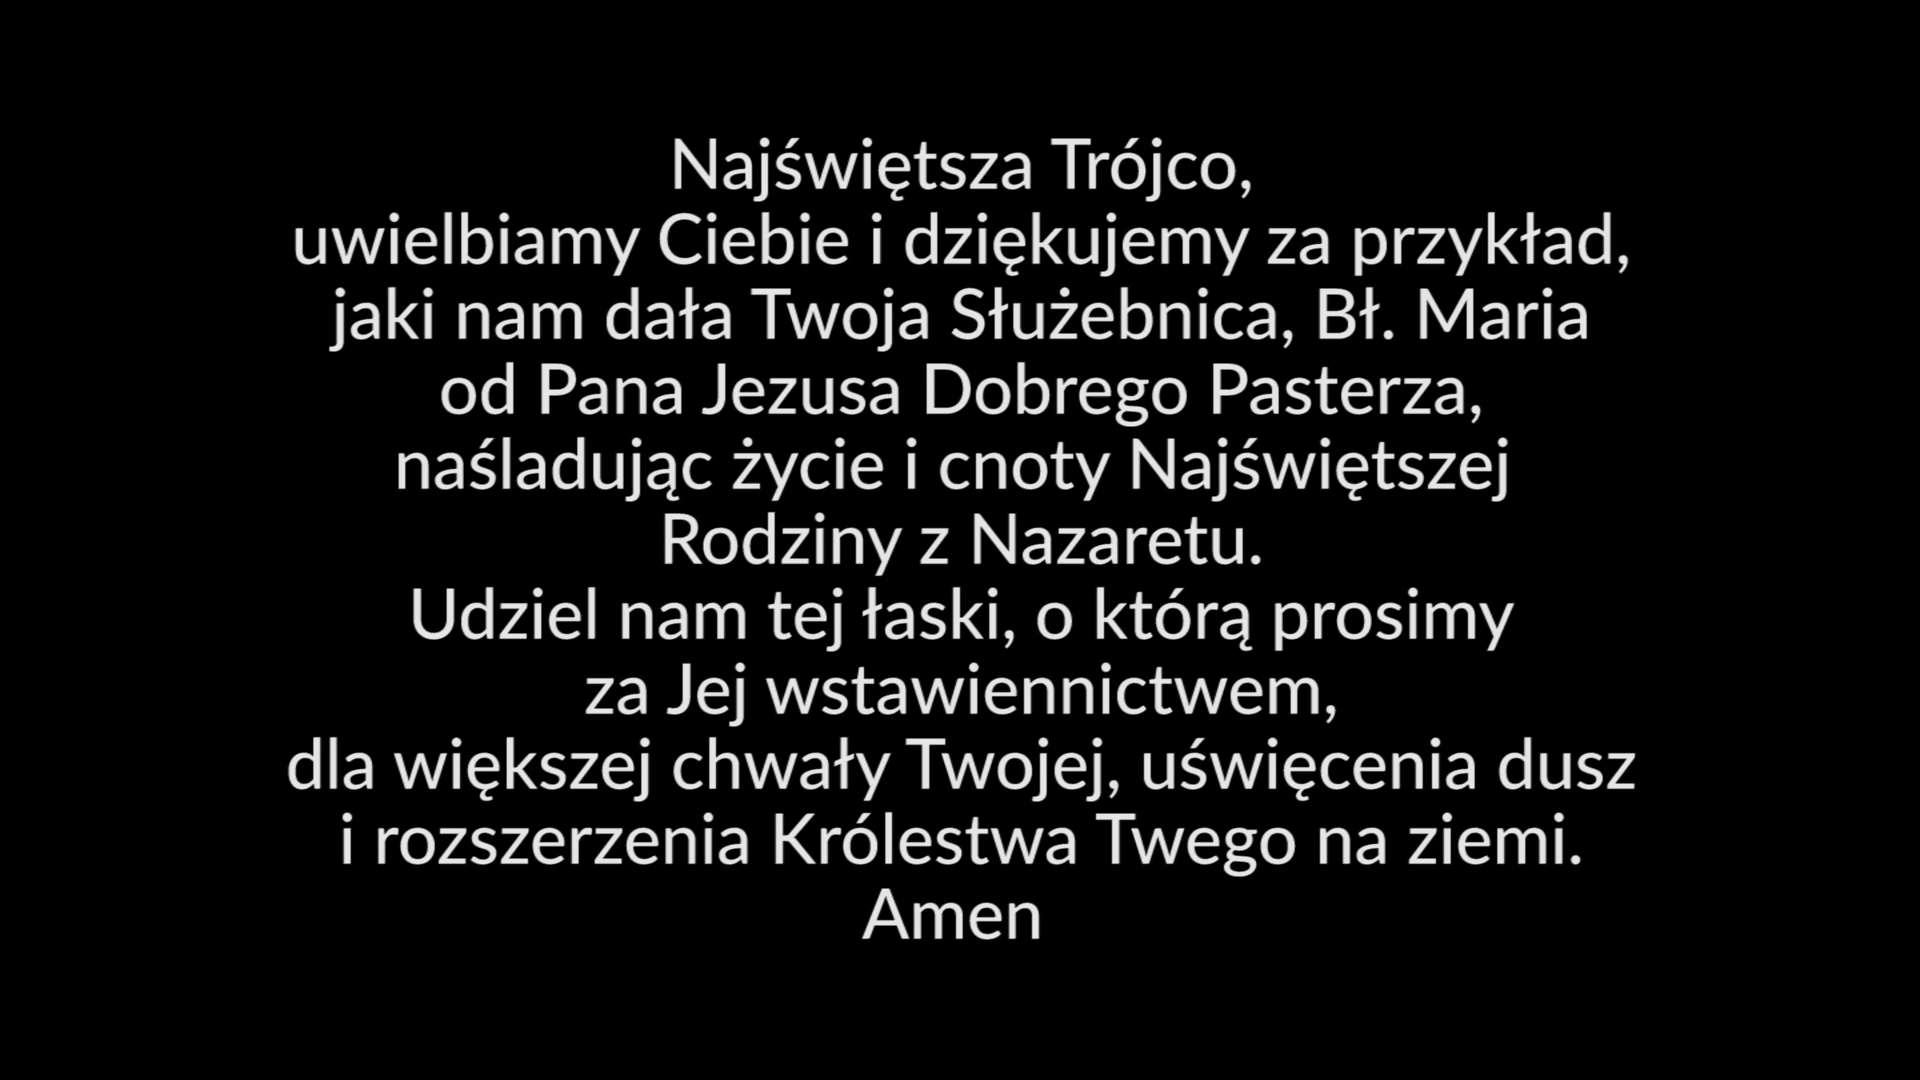 Najświętsza Trójco,
uwielbiamy Ciebie i dziękujemy za przykład,
jaki nam dała Twoja Służebnica, Bł. Maria
od Pana Jezusa Dobrego Pasterza,
naśladując życie i cnoty Najświętszej
Rodziny z Nazaretu.
Udziel nam tej łaski, o którą prosimy
za Jej wstawiennictwem,
dla większej chwały Twojej, uświęcenia dusz
i rozszerzenia Królestwa Twego na ziemi.
Amen